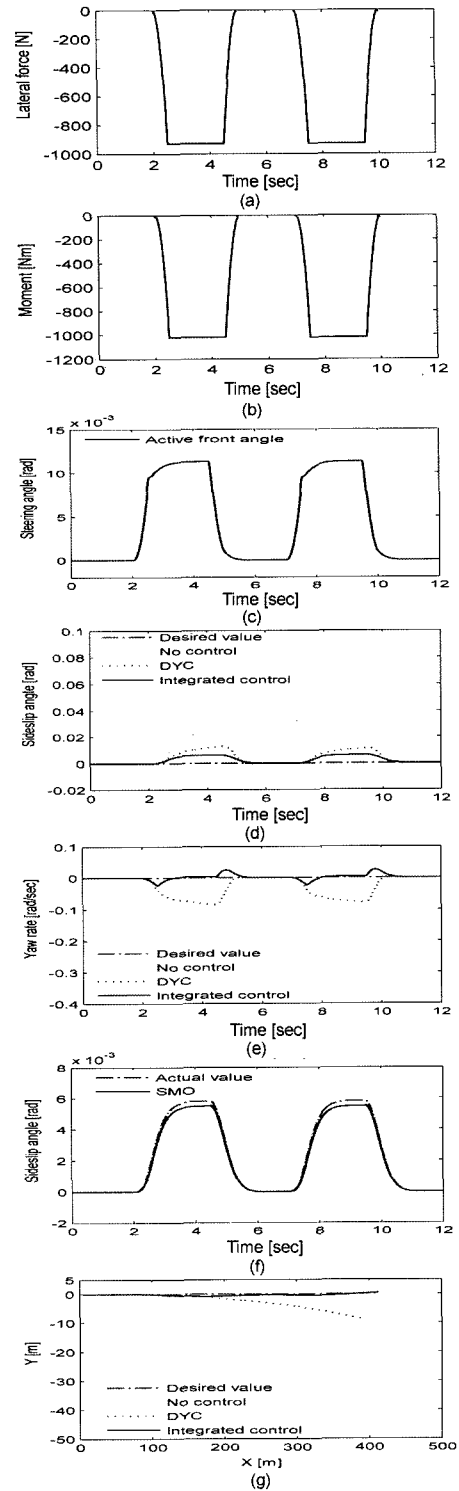 0
-200
-400
-600
-800
-1000
Lateral force [N]
0 2 4 6 8 10 12
Time [sec]
(a)
0
-200
-400
-600
-800
-1000
-1200
Moment [Nm]
0 2 4 6 8 10 12
Time [sec]
(b)
x 10-3
15
10
5
0
Steering angle [rad]
Active front angle
0 2 4 6 8 10 12
Time [sec]
(c)
0.1
0.08
0.06
0.04
0.02
0
-0.02
Sideslip angle [rad]
Desired value
No control
DYC
Integrated control
0 2 4 6 8 10 12
Time [sec]
(d)
0.1
0
-0.1
-0.2
-0.3
-0.4
Yaw rate [rad/sec]
Desired value
No control
DYC
Integrated control
0 2 4 6 8 10 12
Time [sec]
(e)
x 10-3
8
6
4
2
0
-2
Sideslip angle [rad]
Actual value
SMO
0 2 4 6 8 10 12
Time [sec]
(f)
5
0
-10
-20
-30
-40
-50
Y [m]
Desired value
No control
DYC
Integrated control
0 100 200 300 400 500
X [m]
(g)